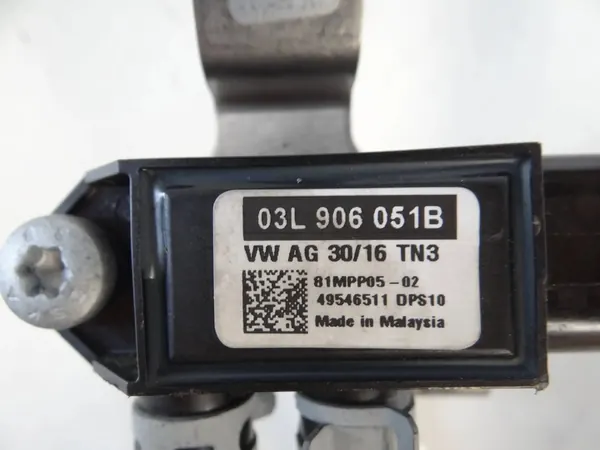 03L 906 051B
VW AG 30/16 TN3
81MPP05-02
49546511 DPS10
Made in Malaysia